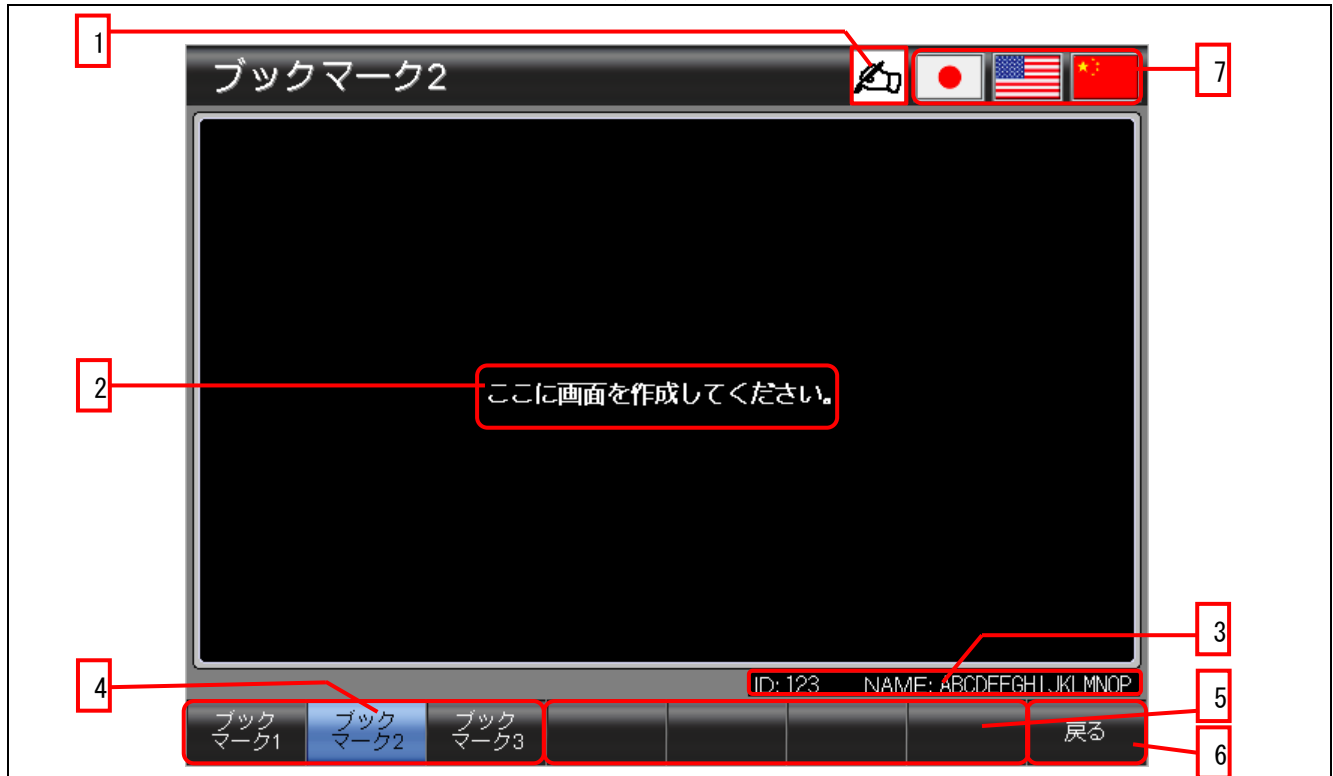 1
ブックマーク2
7
2
ここに画面を作成してください。
3
ID: 123 NAME: ABCDEFGHIJKLMNOP
4
5
ブック
マーク1
ブック
マーク2
ブック
マーク3
戻る
6